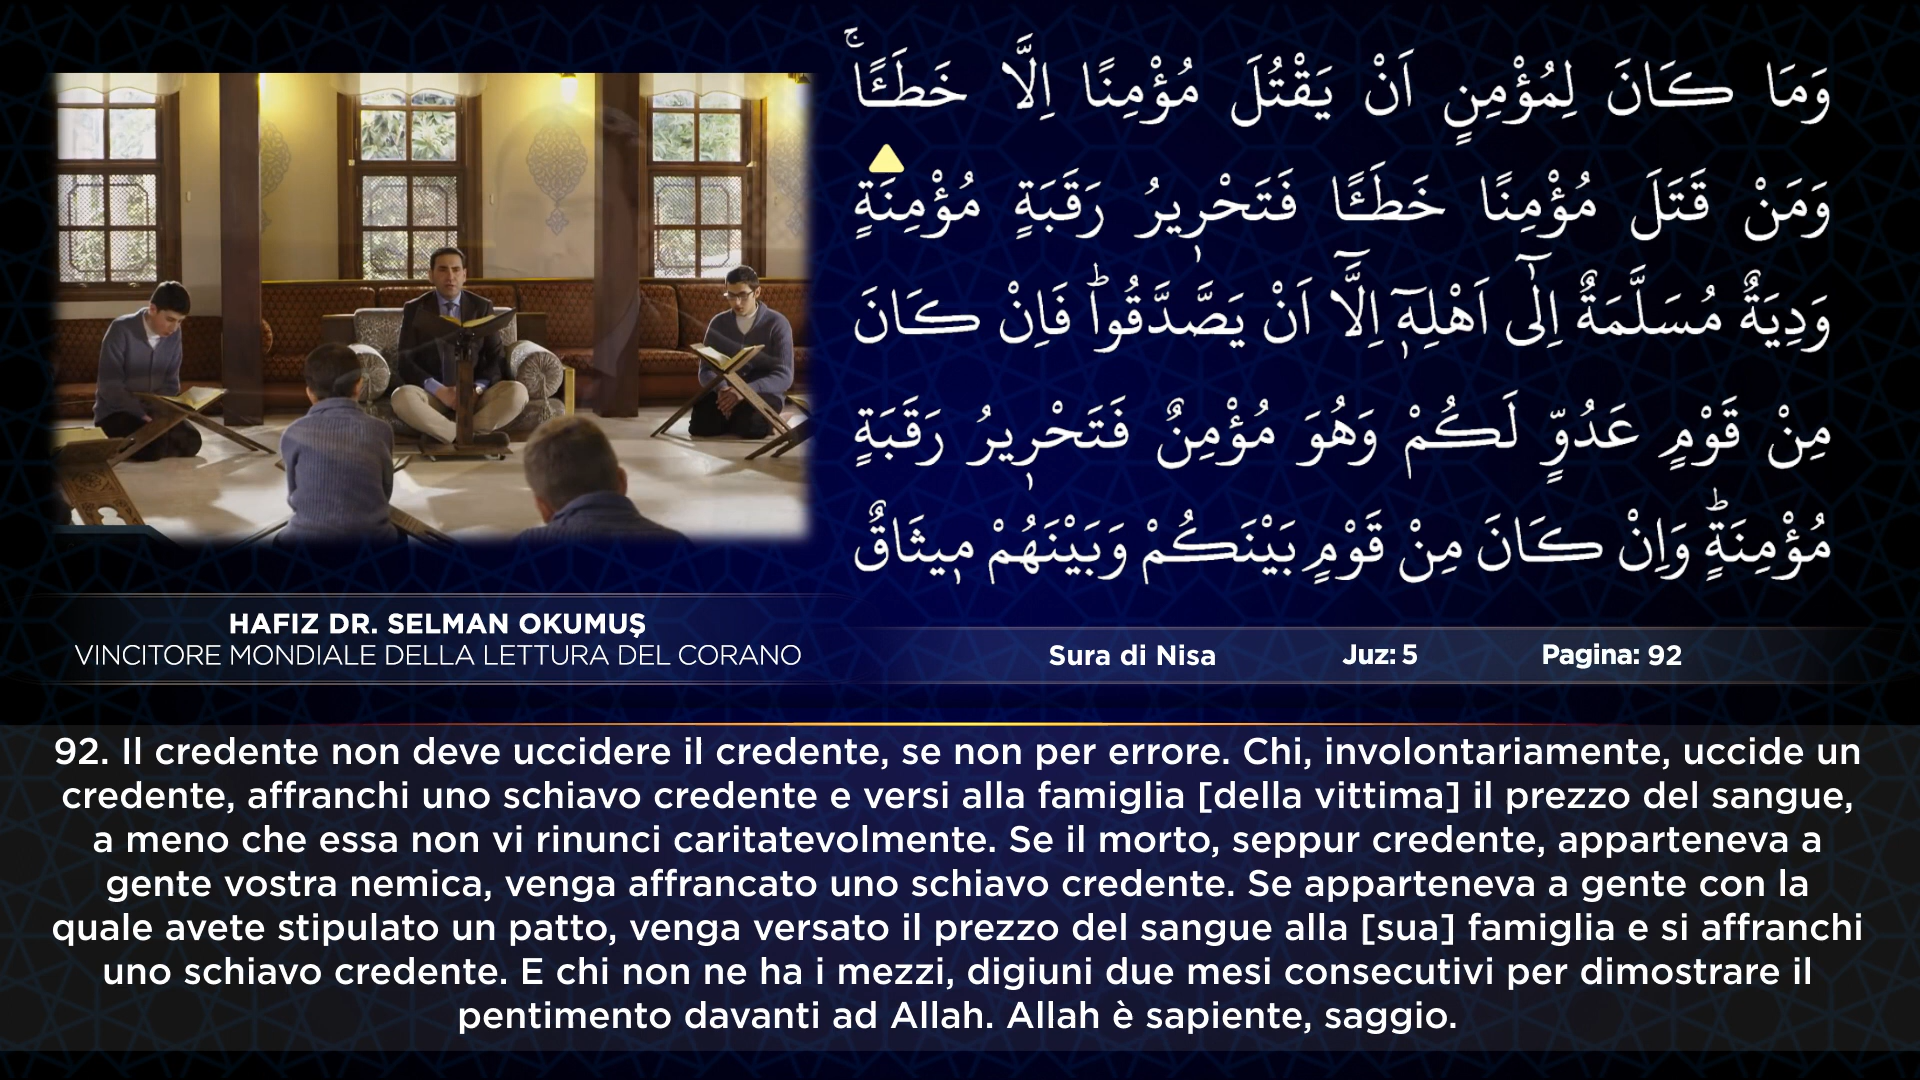 وَمَا كَانَ لِمُؤْمِنٍ اَنْ يَقْتُلَ مُؤْمِنًا اِلَّا خَطَـًٔاۚ
وَمَنْ قَتَلَ مُؤْمِنًا خَطَـًٔا فَتَحْرٖيرُ رَقَبَةٍ مُؤْمِنَةٍ
وَدِيَةٌ مُسَلَّمَةٌ اِلٰٓى اَهْلِهٖٓ اِلَّٓا اَنْ يَصَّدَّقُواؕ فَاِنْ كَانَ
مِنْ قَوْمٍ عَدُوٍّ لَكُمْ وَهُوَ مُؤْمِنٌ فَتَحْرٖيرُ رَقَبَةٍ
مُؤْمِنَةٍؕ وَاِنْ كَانَ مِنْ قَوْمٍ بَيْنَكُمْ وَبَيْنَهُمْ مٖيثَاقٌ
HAFIZ DR. SELMAN OKUMUŞ
VINCITORE MONDIALE DELLA LETTURA DEL CORANO
Sura di Nisa Juz: 5 Pagina: 92
92. Il credente non deve uccidere il credente, se non per errore. Chi, involontariamente, uccide un
credente, affranchi uno schiavo credente e versi alla famiglia [della vittima] il prezzo del sangue,
a meno che essa non vi rinunci caritatevolmente. Se il morto, seppur credente, apparteneva a
gente vostra nemica, venga affrancato uno schiavo credente. Se apparteneva a gente con la
quale avete stipulato un patto, venga versato il prezzo del sangue alla [sua] famiglia e si affranchi
uno schiavo credente. E chi non ne ha i mezzi, digiuni due mesi consecutivi per dimostrare il
pentimento davanti ad Allah. Allah è sapiente, saggio.